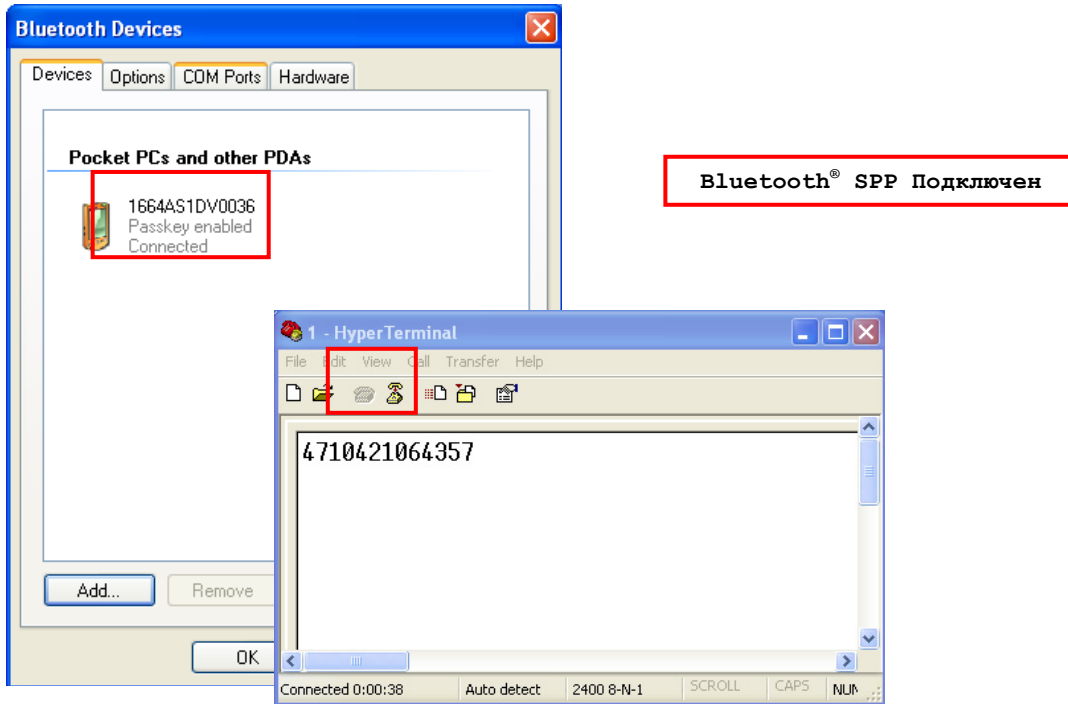 Bluetooth Devices
Devices Options COM Ports Hardware
Pocket PCs and other PDAs
1664AS1DV0036
Passkey enabled
Connected
Add... Remove
OK
Bluetooth® SPP Подключен
1 - HyperTerminal
File Edit View Call Transfer Help
4710421064357
Connected 0:00:38 Auto detect 2400 8-N-1 SCROLL CAPS NUM